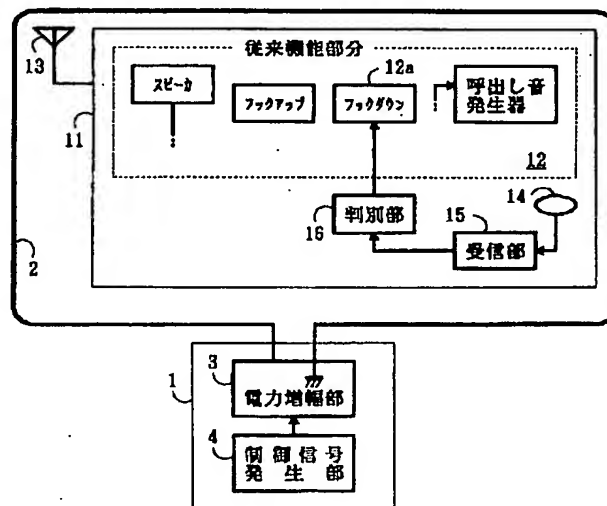 従来機能部分
13
スピーカ
フックアップ
12a
フックダウン
呼出し音
発生器
11
12
14
判別部
16
15
受信部
2
3
電力増幅部
1
4
制御信号
発生部